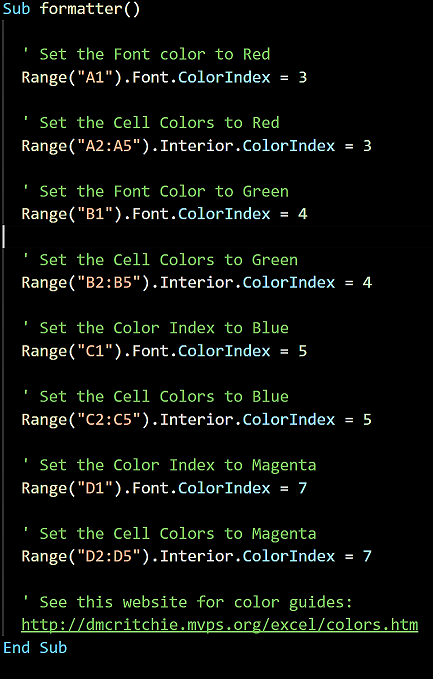 Sub formatter()
' Set the Font color to Red
Range("A1").Font.ColorIndex = 3
' Set the Cell Colors to Red
Range("A2:A5").Interior.ColorIndex = 3
' Set the Font Color to Green
Range("B1").Font.ColorIndex = 4
' Set the Cell Colors to Green
Range("B2:B5").Interior.ColorIndex = 4
' Set the Color Index to Blue
Range("C1").Font.ColorIndex = 5
' Set the Cell Colors to Blue
Range("C2:C5").Interior.ColorIndex = 5
' Set the Color Index to Magenta
Range("D1").Font.ColorIndex = 7
' Set the Cell Colors to Magenta
Range("D2:D5").Interior.ColorIndex = 7
' See this website for color guides:
http://dmcritchie.mvps.org/excel/colors.htm
End Sub